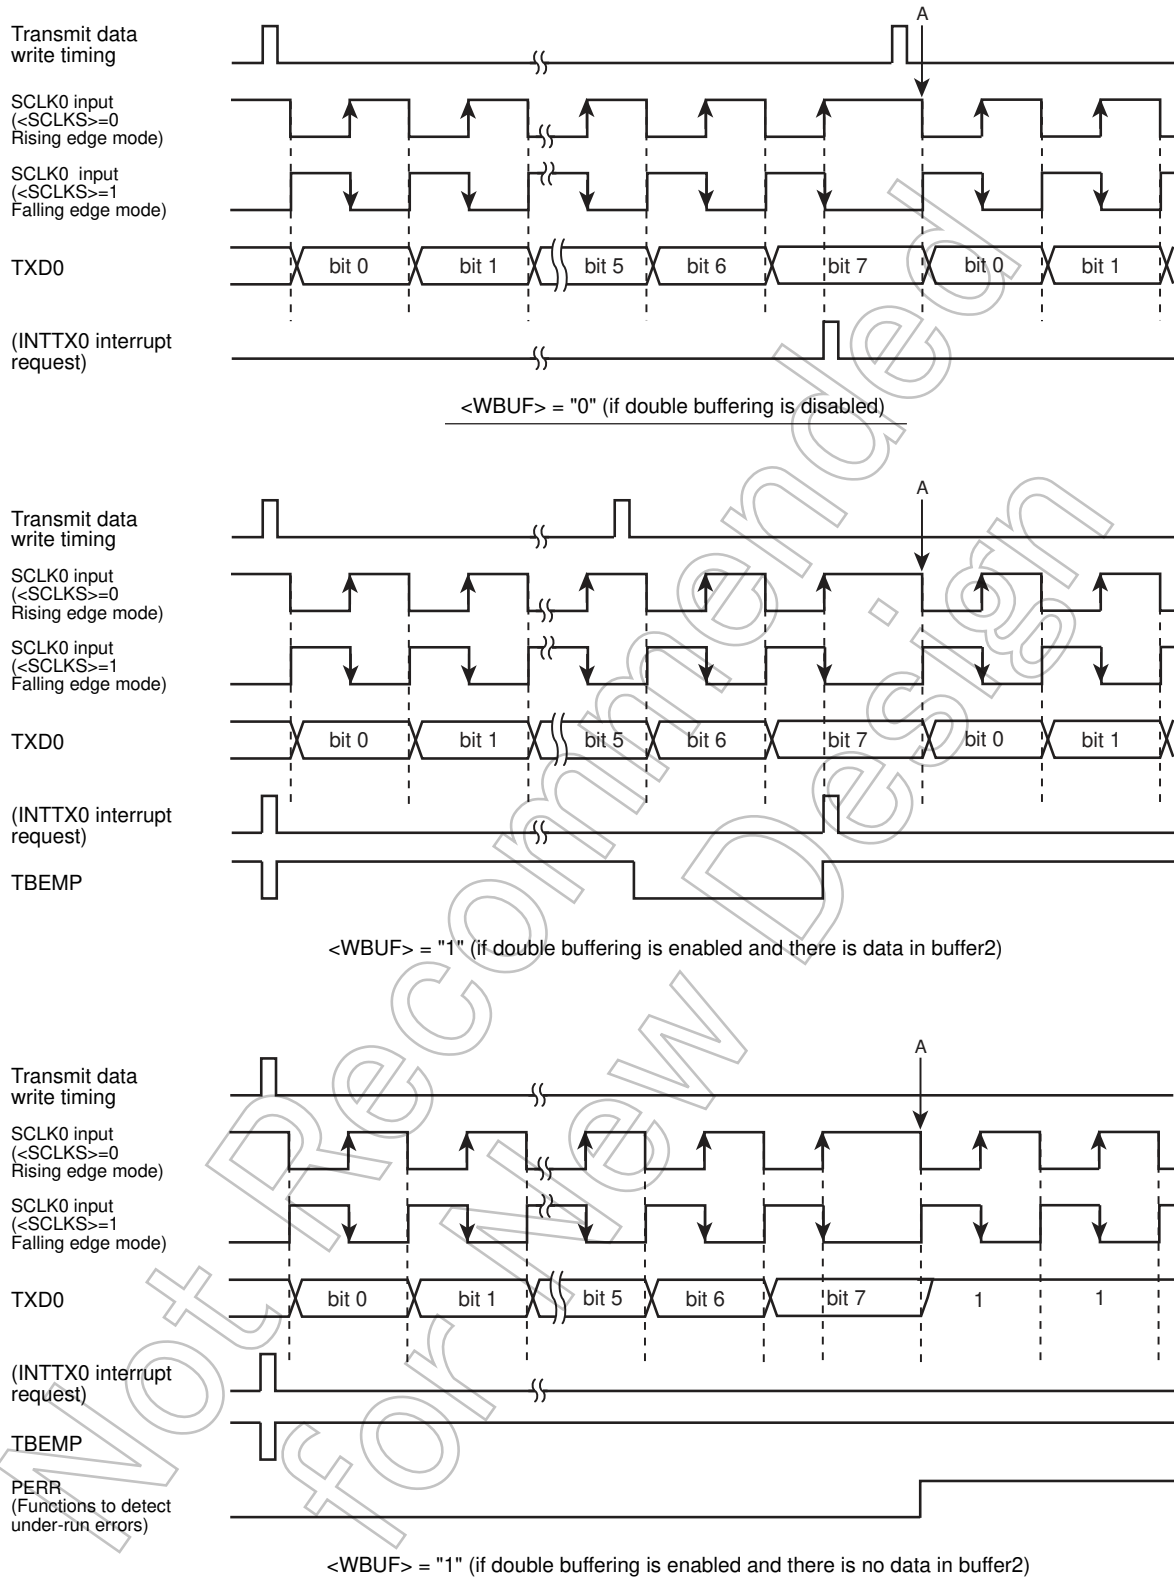 A
Transmit data
write timing
SCLK0 input
(<SCLKS>=0
Rising edge mode)
SCLK0 input
(<SCLKS>=1
Falling edge mode)
TXD0
bit 0
bit 1
bit 5
bit 6
bit 7
bit 0
bit 1
(INTTX0 interrupt
request)
<WBUF> = "0" (if double buffering is disabled)
A
Transmit data
write timing
SCLK0 input
(<SCLKS>=0
Rising edge mode)
SCLK0 input
(<SCLKS>=1
Falling edge mode)
TXD0
bit 0
bit 1
bit 5
bit 6
bit 7
bit 0
bit 1
(INTTX0 interrupt
request)
TBEMP
<WBUF> = "1" (if double buffering is enabled and there is data in buffer2)
A
Transmit data
write timing
SCLK0 input
(<SCLKS>=0
Rising edge mode)
SCLK0 input
(<SCLKS>=1
Falling edge mode)
TXD0
bit 0
bit 1
bit 5
bit 6
bit 7
1
1
(INTTX0 interrupt
request)
TBEMP
PERR
(Functions to detect
under-run errors)
<WBUF> = "1" (if double buffering is enabled and there is no data in buffer2)
Not Recommended
for New Design